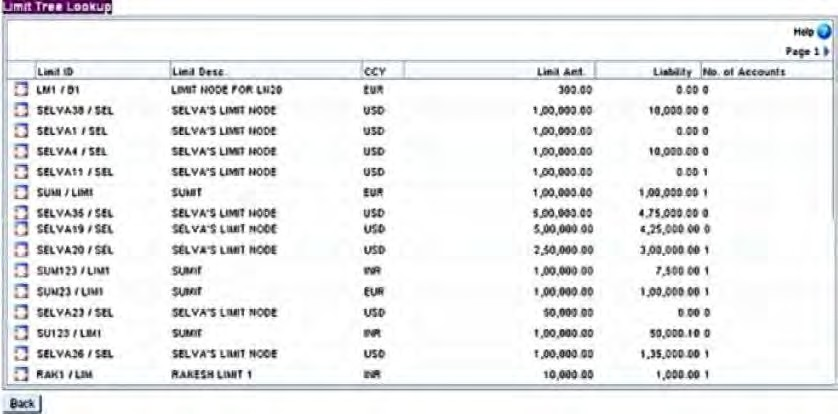 Limit Tree Lookup
Help ?
Page 1
Limit ID Limit Desc. CCY Limit Amt. Liability No. of Accounts
LM1 / B1 LIMIT NODE FOR LN20 EUR 300.00 0.00 0
SELVA38 / SEL SELVA'S LIMIT NODE USD 1,00,000.00 10,000.00 0
SELVA1 / SEL SELVA'S LIMIT NODE USD 1,00,000.00 0.00 0
SELVA4 / SEL SELVA'S LIMIT NODE USD 1,00,000.00 10,000.00 0
SELVA11 / SEL SELVA'S LIMIT NODE USD 1,00,000.00 0.00 1
SUMI / LIM1 SUMIT EUR 1,00,000.00 1,00,000.00 1
SELVA35 / SEL SELVA'S LIMIT NODE USD 5,00,000.00 4,75,000.00 0
SELVA19 / SEL SELVA'S LIMIT NODE USD 5,00,000.00 4,25,000.00 0
SELVA20 / SEL SELVA'S LIMIT NODE USD 2,50,000.00 3,00,000.00 1
SUM123 / LIM1 SUMIT INR 1,00,000.00 7,500.00 1
SUM23 / LIM1 SUMIT EUR 1,00,000.00 1,00,000.00 1
SELVA23 / SEL SELVA'S LIMIT NODE USD 50,000.00 0.00 0
SU123 / LIM1 SUMIT INR 1,00,000.00 50,000.10 0
SELVA36 / SEL SELVA'S LIMIT NODE USD 1,00,000.00 1,35,000.00 1
RAK1 / LIM RAKESH LIMIT 1 INR 10,000.00 1,000.00 1
Back